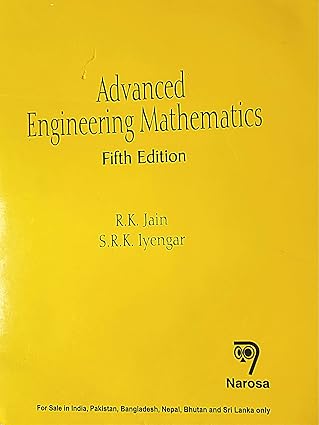 Advanced
Engineering Mathematics
Fifth Edition
R.K. Jain
S.R.K. Iyengar
Narosa
For Sale in India, Pakistan, Bangladesh, Nepal, Bhutan and Sri Lanka only